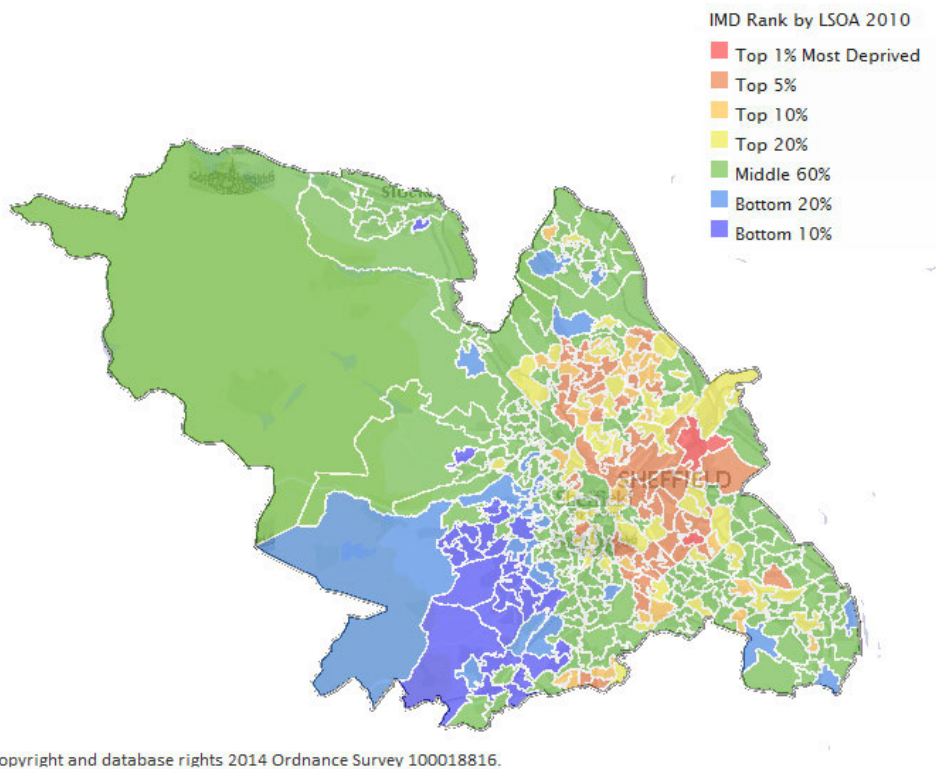 IMD Rank by LSOA 2010
Top 1% Most Deprived
Top 5%
Top 10%
Top 20%
Middle 60%
Bottom 20%
Bottom 10%
SHEFFIELD
Sheffield
opyright and database rights 2014 Ordnance Survey 100018816.